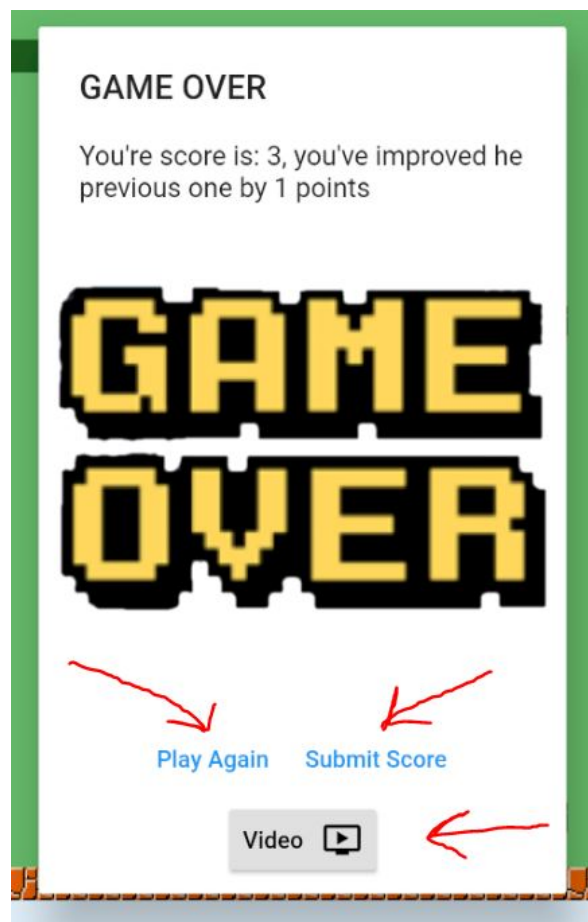 GAME OVER
You're score is: 3, you've improved he
previous one by 1 points
GAME
OVER
Play Again Submit Score
Video